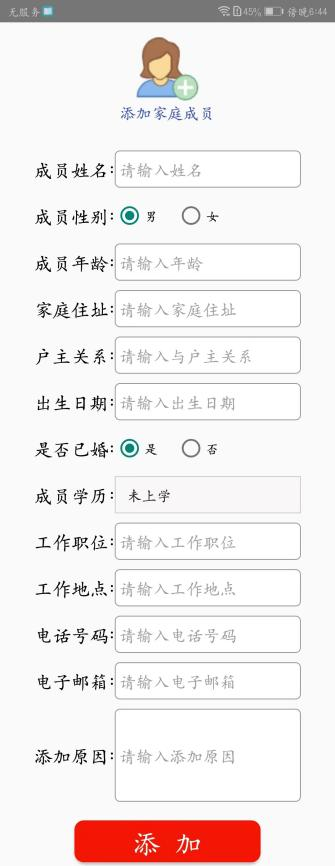 无服务 45% 傍晚6:44
添加家庭成员
成员姓名: 请输入姓名
成员性别: 男 女
成员年龄: 请输入年龄
家庭住址: 请输入家庭住址
户主关系: 请输入与户主关系
出生日期: 请输入出生日期
是否已婚: 是 否
成员学历: 未上学
工作职位: 请输入工作职位
工作地点: 请输入工作地点
电话号码: 请输入电话号码
电子邮箱: 请输入电子邮箱
添加原因: 请输入添加原因
添 加